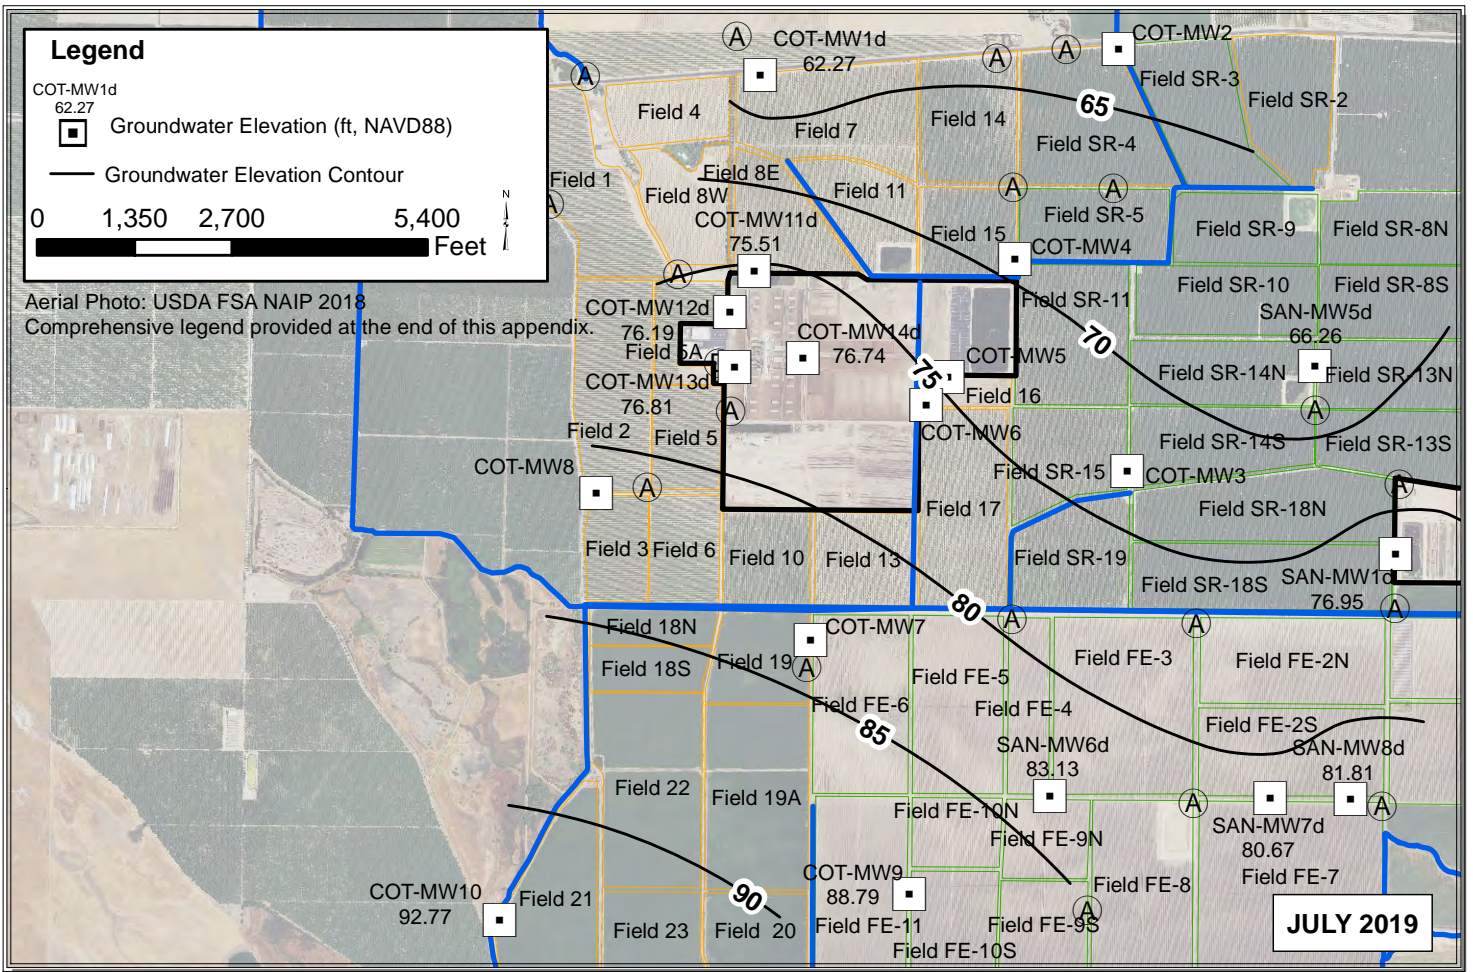 Legend
COT-MW1d
62.27
Groundwater Elevation (ft, NAVD88)
Groundwater Elevation Contour
0 1,350 2,700 5,400
Feet
N
Aerial Photo: USDA FSA NAIP 2018
Comprehensive legend provided at the end of this appendix.
A
COT-MW1d
62.27
A
A
COT-MW2
A
Field SR-3
Field SR-2
65
Field 4
Field 7
Field 14
Field SR-4
Field 1
A
Field 8E
Field 8W
Field 11
A
A
Field SR-5
COT-MW11d
75.51
Field 15
COT-MW4
Field SR-9
Field SR-8N
A
Field SR-10
Field SR-8S
Field SR-11
COT-MW12d
76.19
SAN-MW5d
66.26
COT-MW14d
76.74
70
Field 5A
COT-MW5
75
COT-MW13d
76.81
Field 16
Field SR-14N
Field SR-13N
A
A
Field 2
Field 5
COT-MW6
Field SR-14S
Field SR-13S
COT-MW8
Field SR-15
COT-MW3
A
A
Field 17
Field SR-18N
Field 3
Field 6
Field 10
Field 13
Field SR-19
Field SR-18S
SAN-MW1d
76.95
80
A
A
A
Field 18N
COT-MW7
Field 18S
Field 19
A
Field FE-5
Field FE-3
Field FE-2N
Field FE-6
Field FE-4
85
Field FE-2S
SAN-MW6d
83.13
SAN-MW8d
81.81
Field 22
Field 19A
Field FE-10N
A
A
SAN-MW7d
80.67
Field FE-9N
COT-MW9
88.79
Field FE-8
Field FE-7
COT-MW10
92.77
Field 21
90
A
Field FE-11
Field FE-9S
Field 23
Field 20
Field FE-10S
JULY 2019